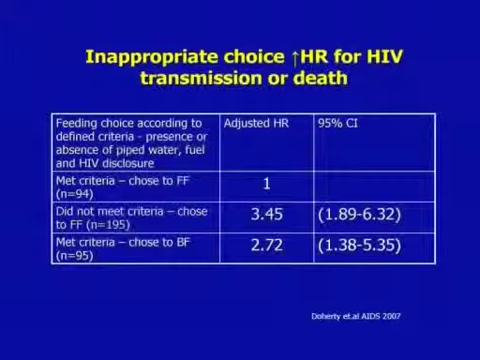 Inappropriate choice ↑HR for HIV
transmission or death
Feeding choice according to
defined criteria - presence or
absence of piped water, fuel
and HIV disclosure
Adjusted HR
95% CI
Met criteria – chose to FF
(n=94)
1
Did not meet criteria – chose
to FF (n=195)
3.45
(1.89-6.32)
Met criteria – chose to BF
(n=95)
2.72
(1.38-5.35)
Doherty et.al AIDS 2007